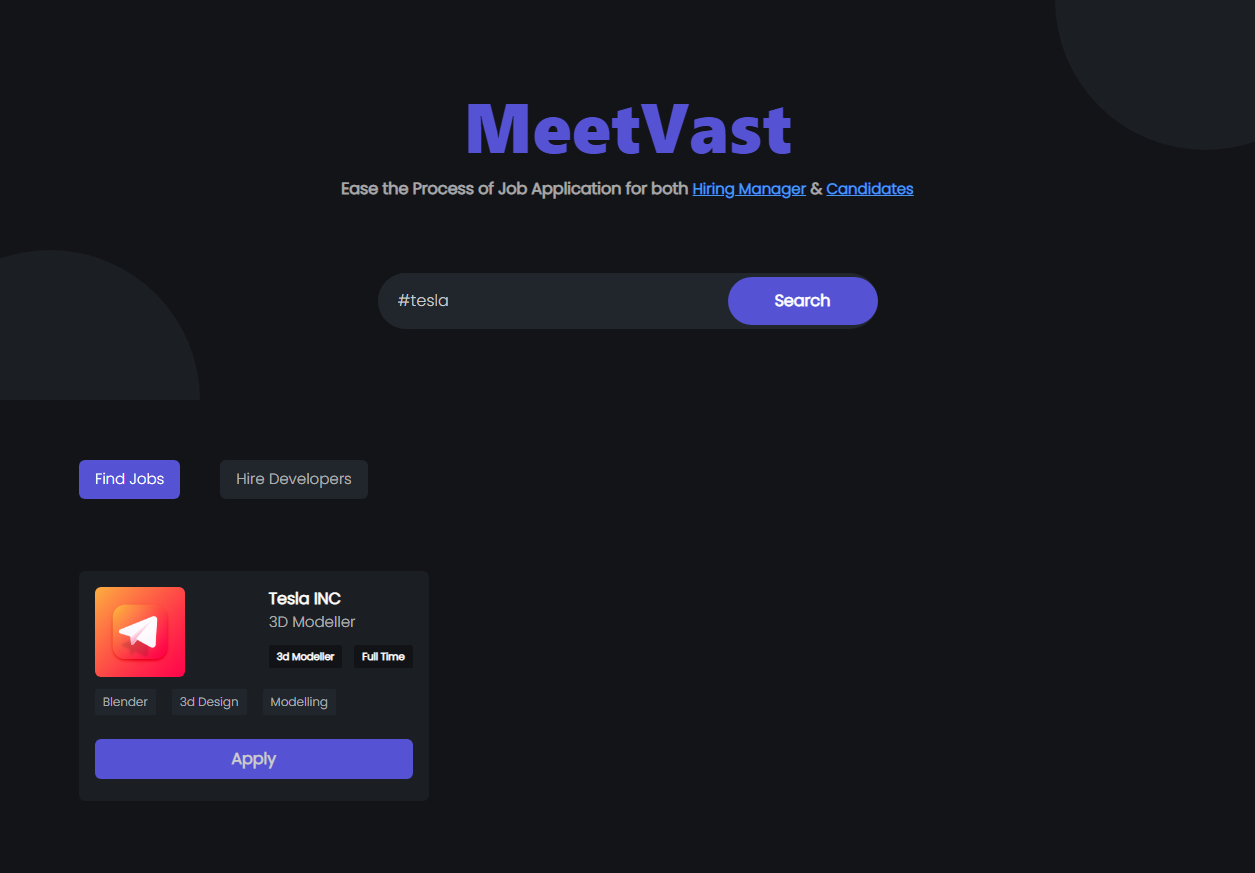 MeetVast
Ease the Process of Job Application for both Hiring Manager & Candidates
#tesla
Search
Find Jobs
Hire Developers
Tesla INC
3D Modeller
3d Modeller
Full Time
Blender
3d Design
Modelling
Apply